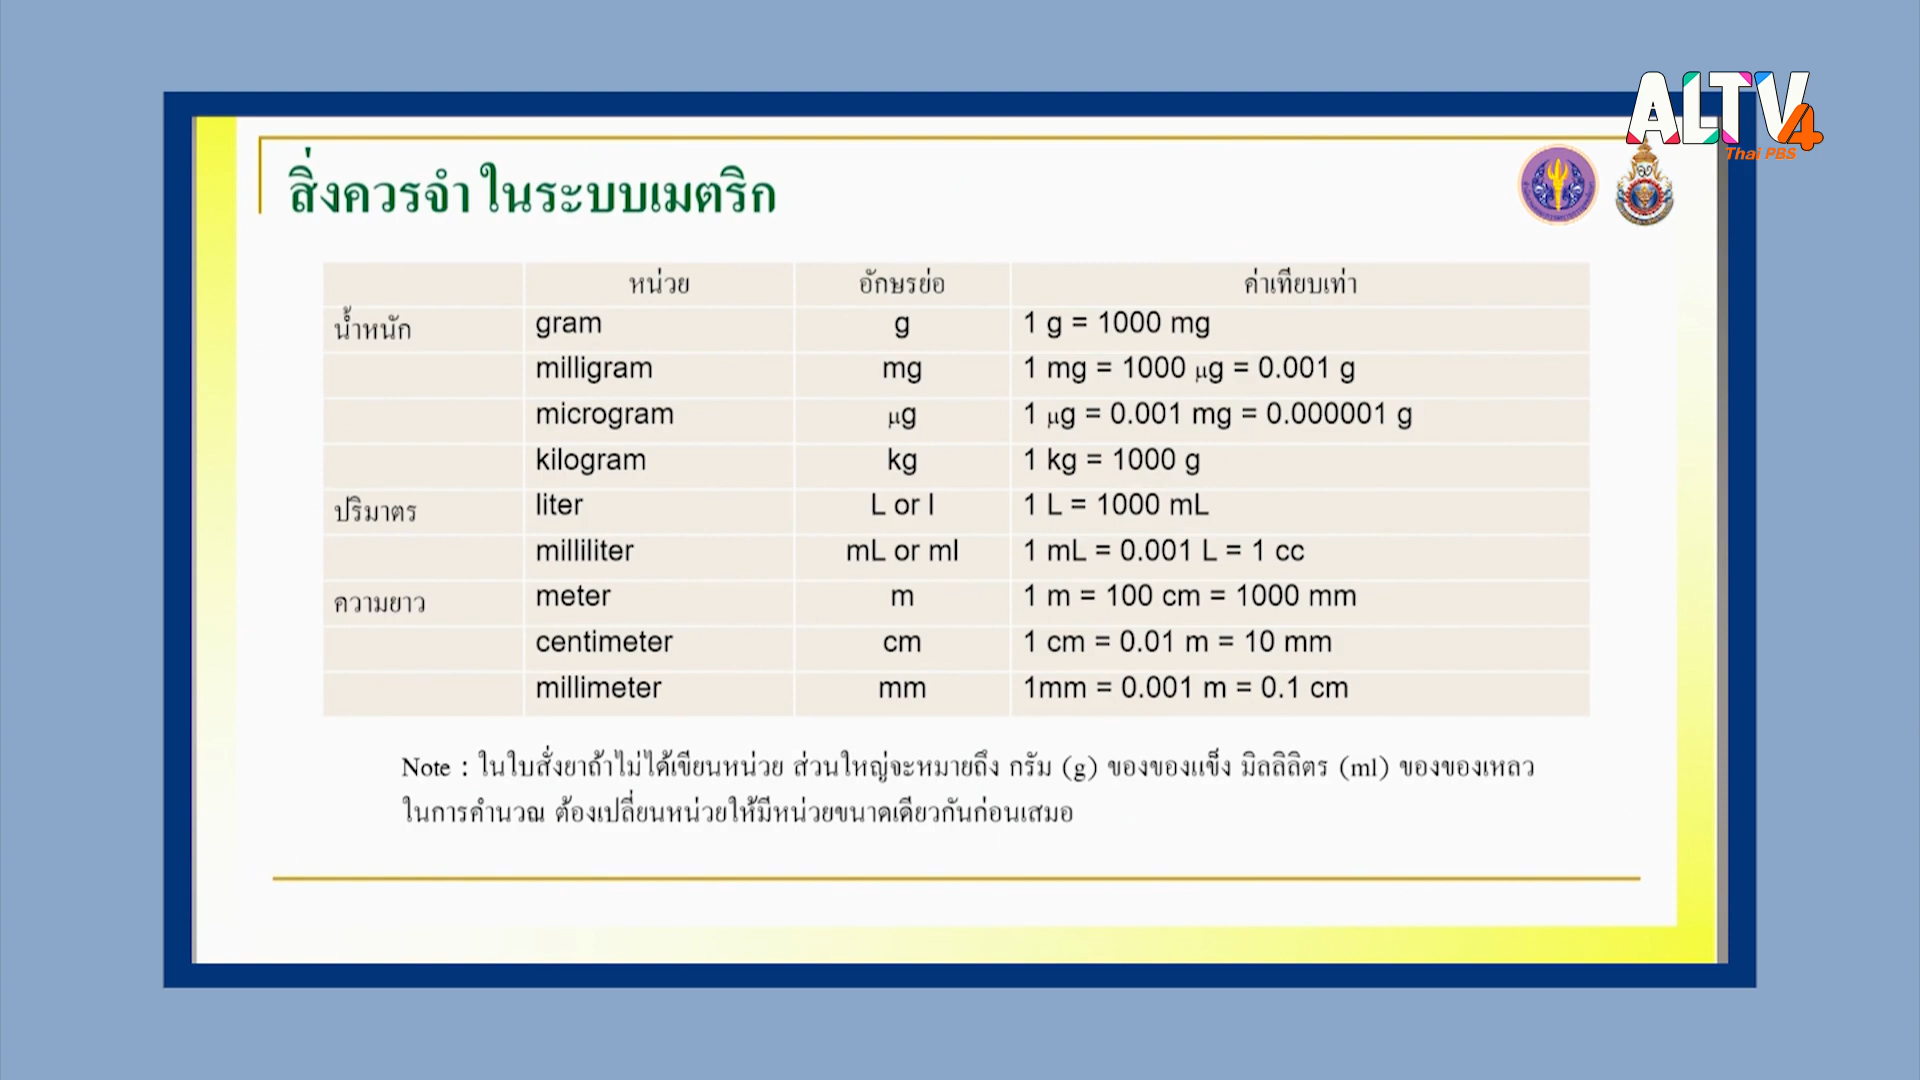 ALTV4
Thai PBS
สิ่งควรจำ ในระบบเมตริก
หน่วย อักษรย่อ ค่าเทียบเท่า
น้ำหนัก gram g 1 g = 1000 mg
milligram mg 1 mg = 1000 μg = 0.001 g
microgram μg 1 μg = 0.001 mg = 0.000001 g
kilogram kg 1 kg = 1000 g
ปริมาตร liter L or l 1 L = 1000 mL
milliliter mL or ml 1 mL = 0.001 L = 1 cc
ความยาว meter m 1 m = 100 cm = 1000 mm
centimeter cm 1 cm = 0.01 m = 10 mm
millimeter mm 1mm = 0.001 m = 0.1 cm
Note : ในใบสั่งยาถ้าไม่ได้เขียนหน่วย ส่วนใหญ่จะหมายถึง กรัม (g) ของของแข็ง มิลลิลิตร (ml) ของของเหลว
ในการคำนวณ ต้องเปลี่ยนหน่วยให้มีหน่วยขนาดเดียวกันก่อนเสมอ